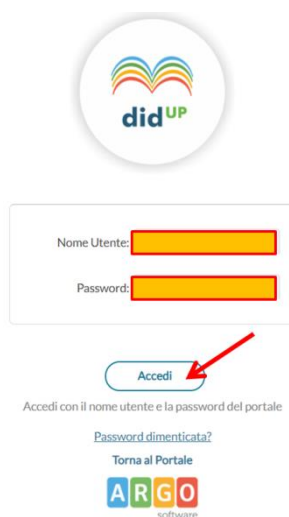 didUP
Nome Utente:
Password:
Accedi
Accedi con il nome utente e la password del portale
Password dimenticata?
Torna al Portale
ARGO
software